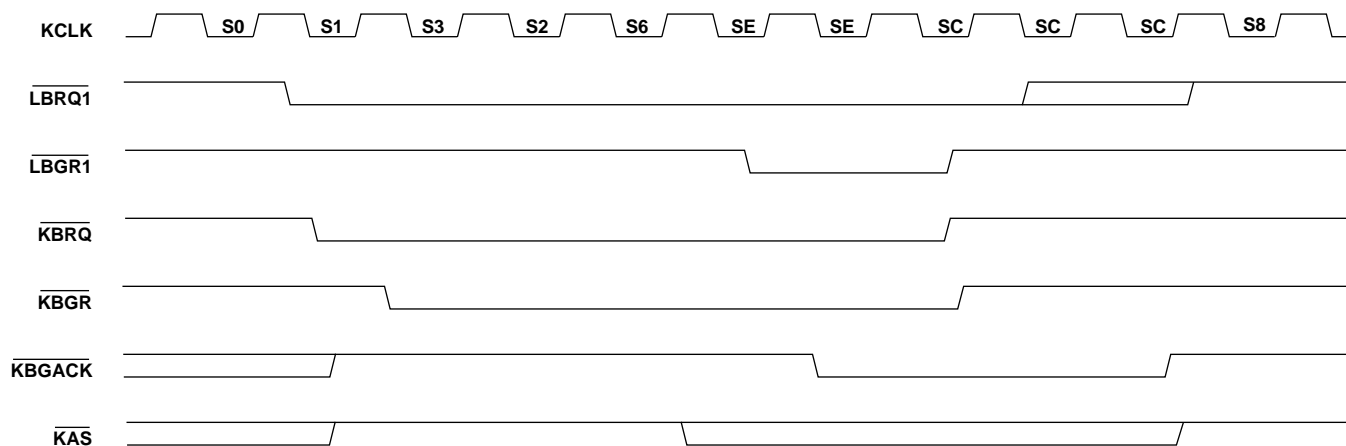 KCLK S0 S1 S3 S2 S6 SE SE SC SC SC S8
LBRQ1
LBGR1
KBRQ
KBGR
KBGACK
KAS